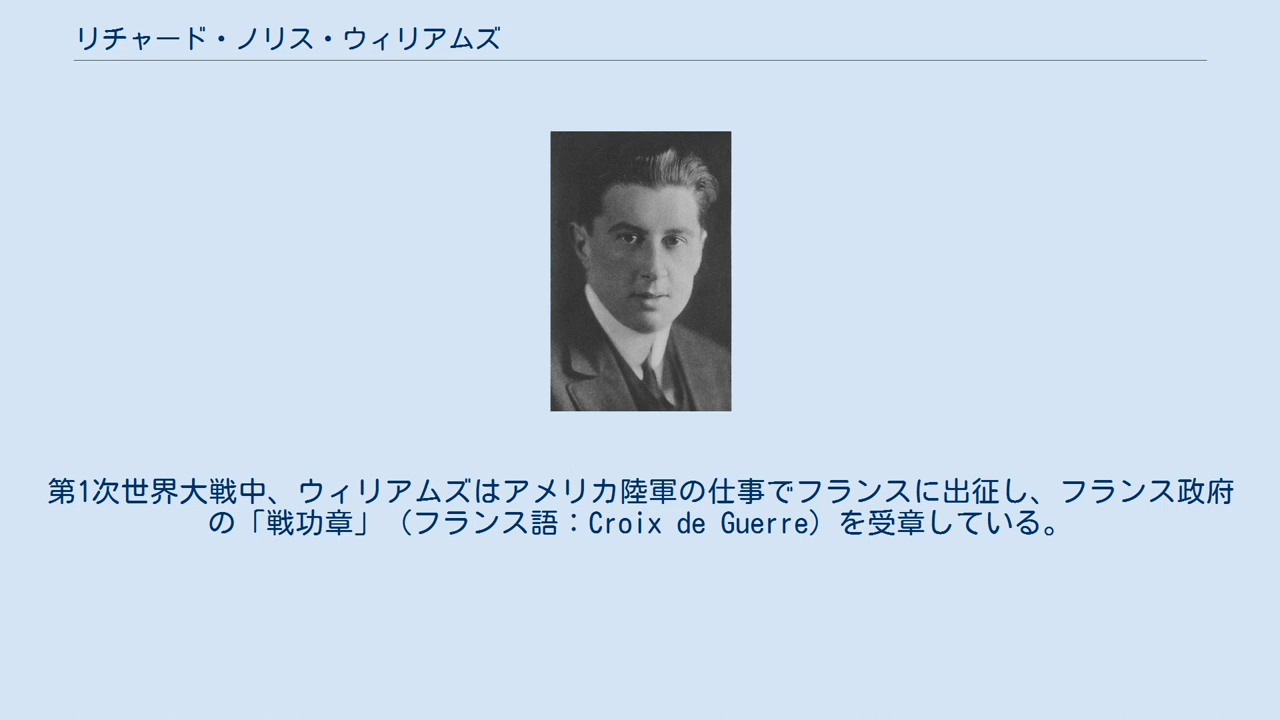 リチャード・ノリス・ウィリアムズ
第1次世界大戦中、ウィリアムズはアメリカ陸軍の仕事でフランスに出征し、フランス政府
の「戦功章」（フランス語：Croix de Guerre）を受章している。